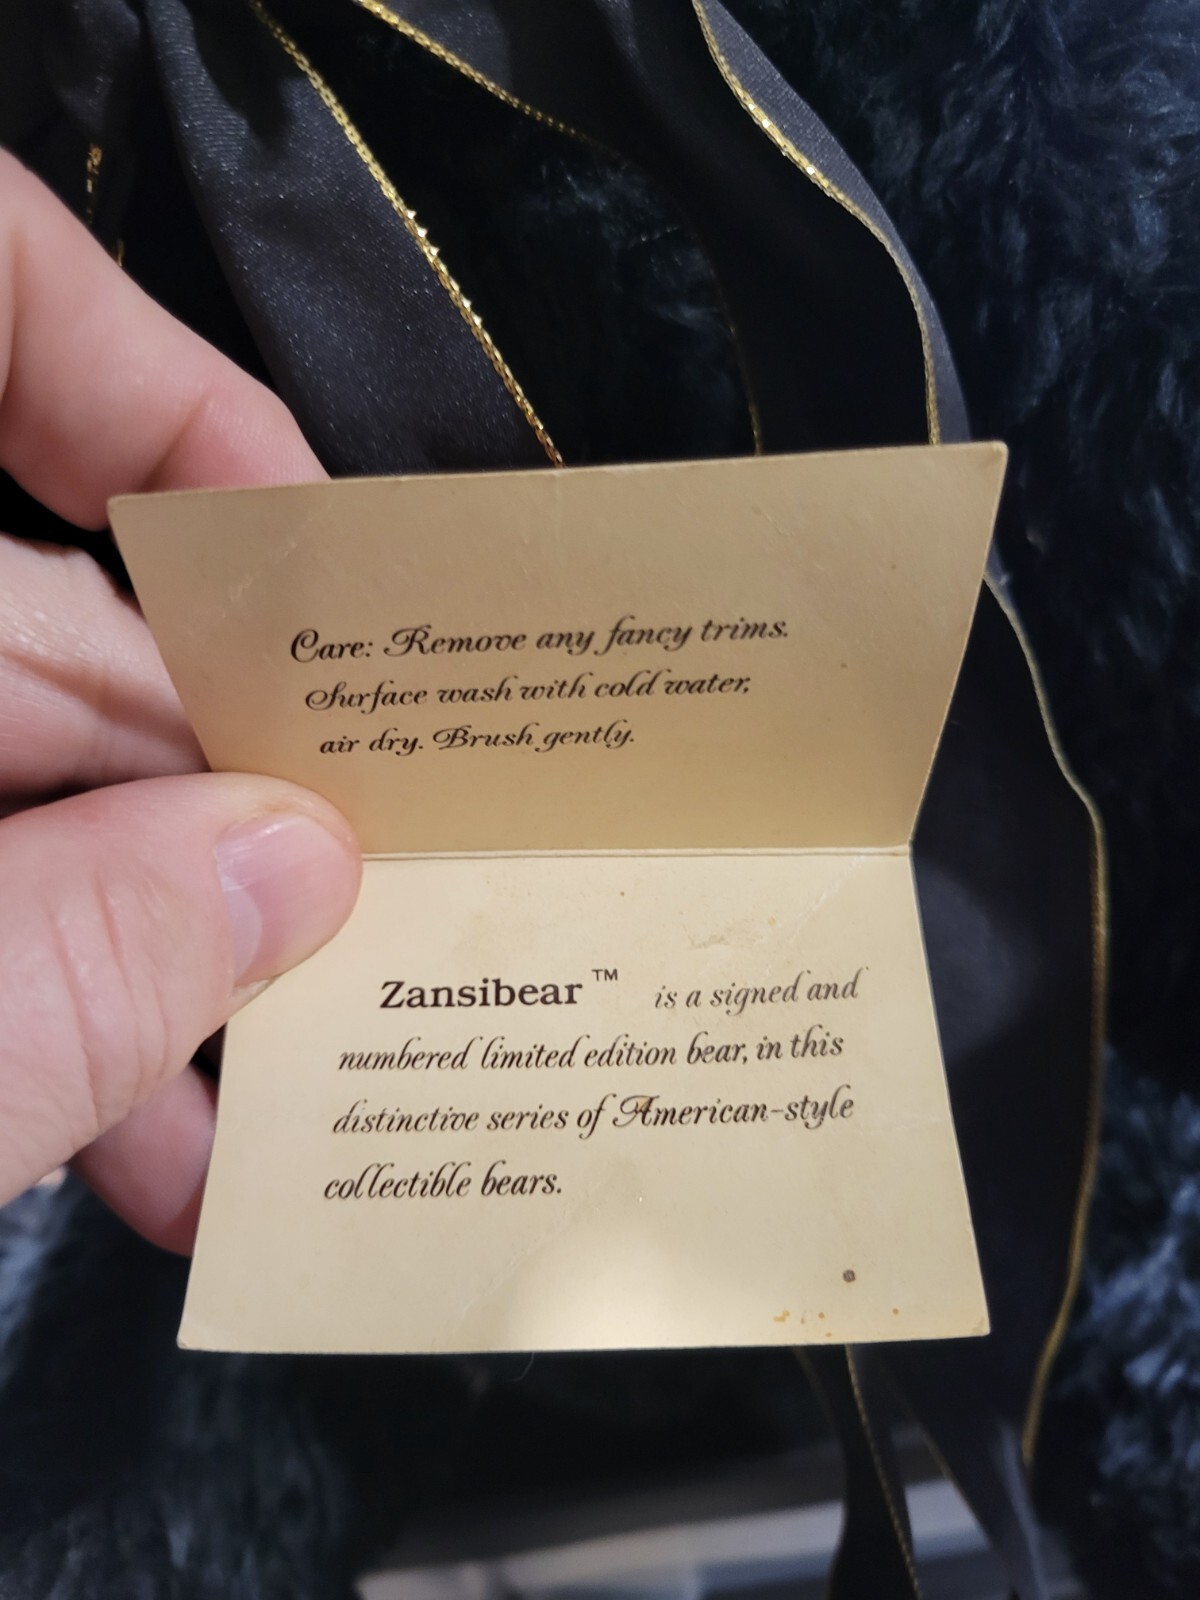 Care: Remove any fancy trims.
Surface wash with cold water,
air dry. Brush gently.
Zansibear™ is a signed and
numbered limited edition bear, in this
distinctive series of American-style
collectible bears.